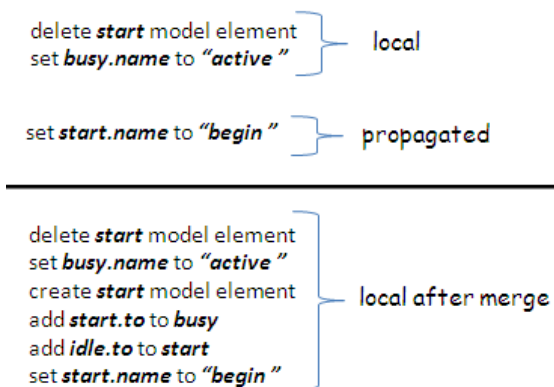 delete start model element
set busy.name to “active ”
local
set start.name to “begin ”
propagated
delete start model element
set busy.name to “active ”
create start model element
add start.to to busy
add idle.to to start
set start.name to “begin ”
local after merge